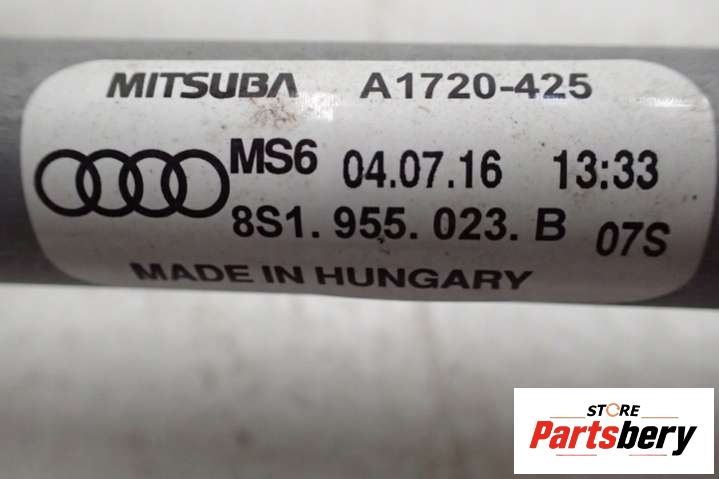 MITSUBA A1720-425
MS6 04.07.16 13:33
8S1. 955. 023. B 07S
MADE IN HUNGARY
STORE
Partsbery